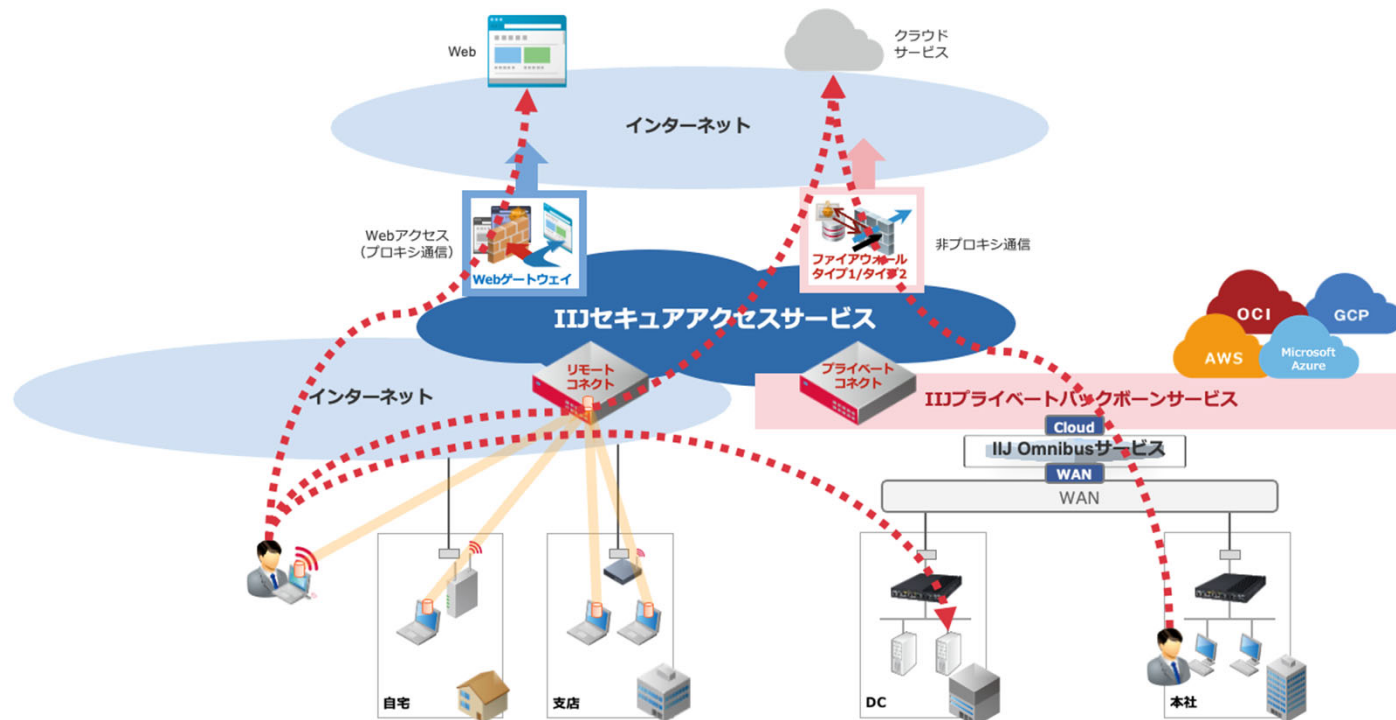 Web
クラウド
サービス
インターネット
Webアクセス
（プロキシ通信）
Webゲートウェイ
ファイアウォール
タイプ1/タイプ2
非プロキシ通信
IIJセキュアアクセスサービス
OCI
GCP
AWS
Microsoft
Azure
リモート
コネクト
プライベート
コネクト
インターネット
IIJプライベートバックボーンサービス
Cloud
IIJ Omnibusサービス
WAN
WAN
自宅
支店
DC
本社